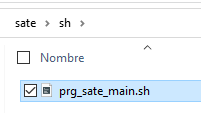 sate > sh >
Nombre
prg_sate_main.sh